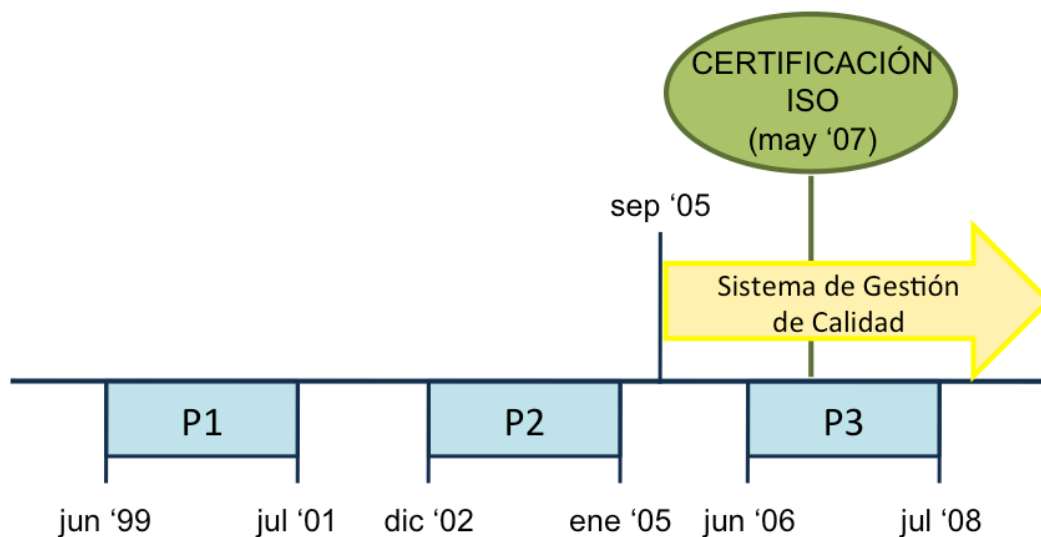 CERTIFICACIÓN
ISO
(may ‘07)
sep ‘05
Sistema de Gestión
de Calidad
P1
P2
P3
jun ‘99
jul ‘01
dic ‘02
ene ‘05
jun ‘06
jul ‘08